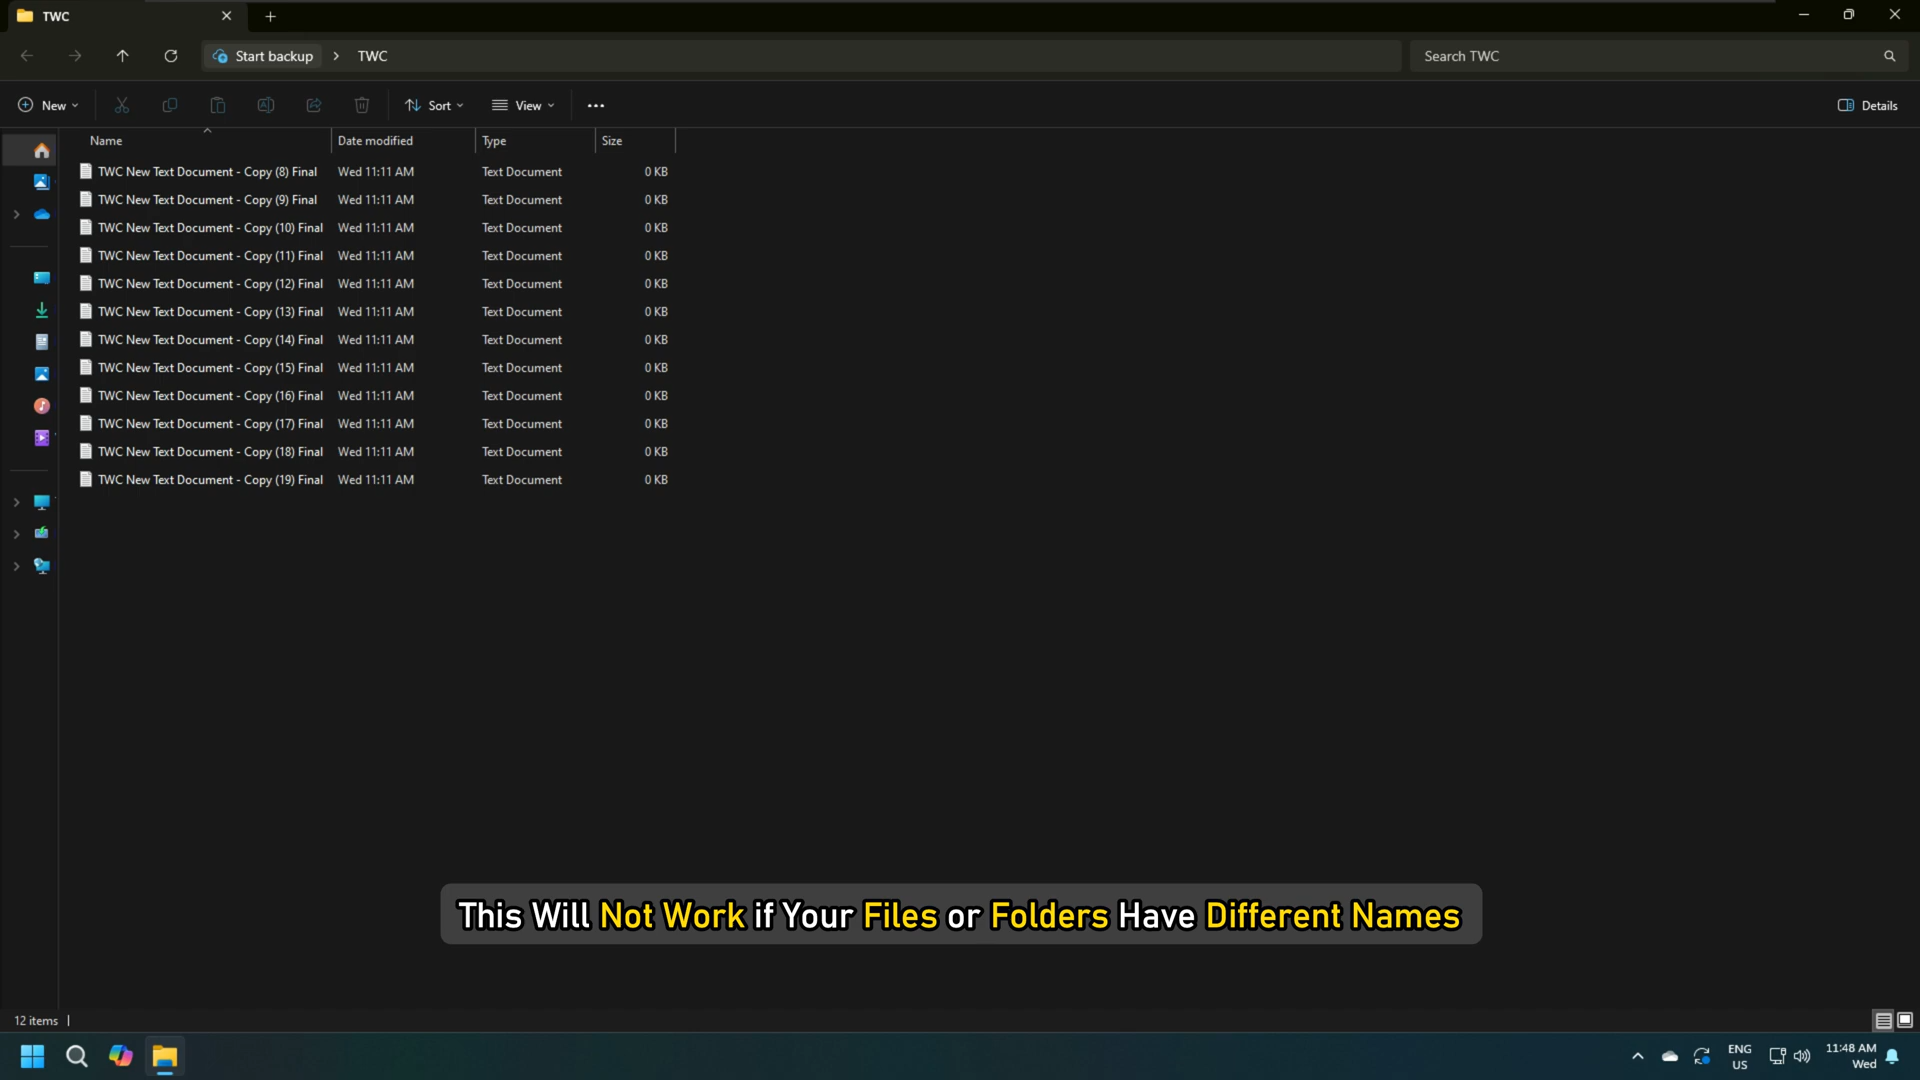 TWC
Start backup > TWC
Search TWC
New
Sort
View
Details
Name Date modified Type Size
TWC New Text Document - Copy (8) Final Wed 11:11 AM Text Document 0 KB
TWC New Text Document - Copy (9) Final Wed 11:11 AM Text Document 0 KB
TWC New Text Document - Copy (10) Final Wed 11:11 AM Text Document 0 KB
TWC New Text Document - Copy (11) Final Wed 11:11 AM Text Document 0 KB
TWC New Text Document - Copy (12) Final Wed 11:11 AM Text Document 0 KB
TWC New Text Document - Copy (13) Final Wed 11:11 AM Text Document 0 KB
TWC New Text Document - Copy (14) Final Wed 11:11 AM Text Document 0 KB
TWC New Text Document - Copy (15) Final Wed 11:11 AM Text Document 0 KB
TWC New Text Document - Copy (16) Final Wed 11:11 AM Text Document 0 KB
TWC New Text Document - Copy (17) Final Wed 11:11 AM Text Document 0 KB
TWC New Text Document - Copy (18) Final Wed 11:11 AM Text Document 0 KB
TWC New Text Document - Copy (19) Final Wed 11:11 AM Text Document 0 KB
This Will Not Work if Your Files or Folders Have Different Names
12 items
ENG
US
11:48 AM
Wed